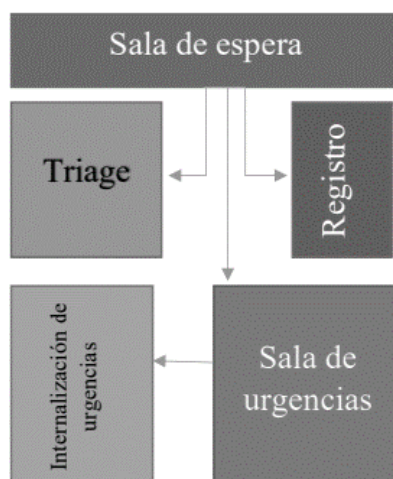 Sala de espera
Triage
Registro
Internalización de
urgencias
Sala de
urgencias